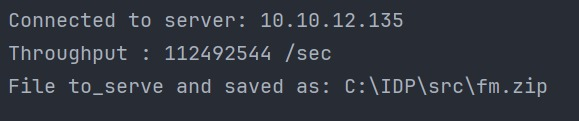 Connected to server: 10.10.12.135
Throughput : 112492544 /sec
File to_serve and saved as: C:\IDP\src\fm.zip